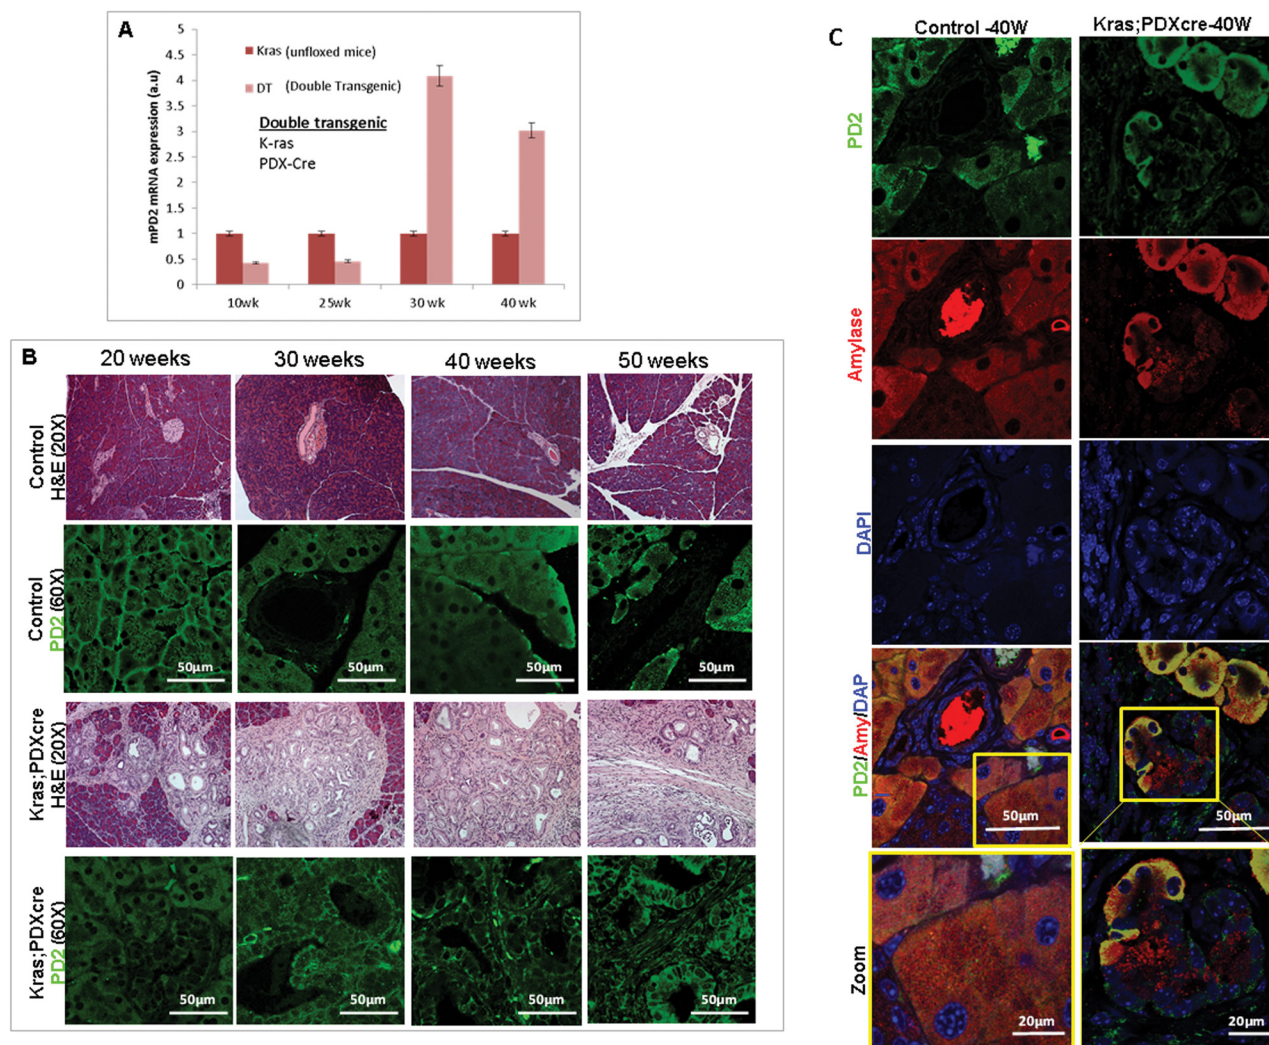 A
5
4.5
4
3.5
3
2.5
2
1.5
1
0.5
0
mPD2 mRNA expression (a.u)
Kras (unfloxed mice)
DT (Double Transgenic)
Double transgenic
K-ras
PDX-Cre
10wk 25wk 30 wk 40 wk
B
20 weeks 30 weeks 40 weeks 50 weeks
Control
H&E (20X)
Control
PD2 (60X)
50µm 50µm 50µm 50µm
Kras;PDXcre
H&E (20X)
Kras;PDXcre
PD2 (60X)
50µm 50µm 50µm 50µm
C
Control -40W Kras;PDXcre-40W
PD2
Amylase
DAPI
PD2/Amy/DAP
50µm 50µm
Zoom
20µm 20µm